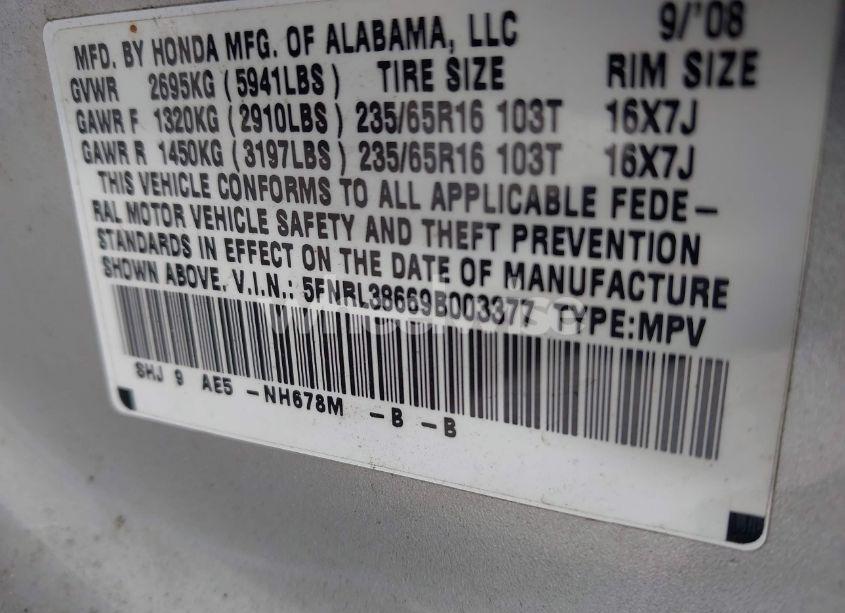 MFD. BY HONDA MFG. OF ALABAMA, LLC 9/'08
GVWR 2695KG (5941LBS) TIRE SIZE RIM SIZE
GAWR F 1320KG (2910LBS) 235/65R16 103T 16X7J
GAWR R 1450KG (3197LBS) 235/65R16 103T 16X7J
THIS VEHICLE CONFORMS TO ALL APPLICABLE FEDE-
RAL MOTOR VEHICLE SAFETY AND THEFT PREVENTION
STANDARDS IN EFFECT ON THE DATE OF MANUFACTURE
SHOWN ABOVE. V.I.N.: 5FNRL38669B003377 TYPE:MPV
SHJ 9 AE5 -NH678M -B -B